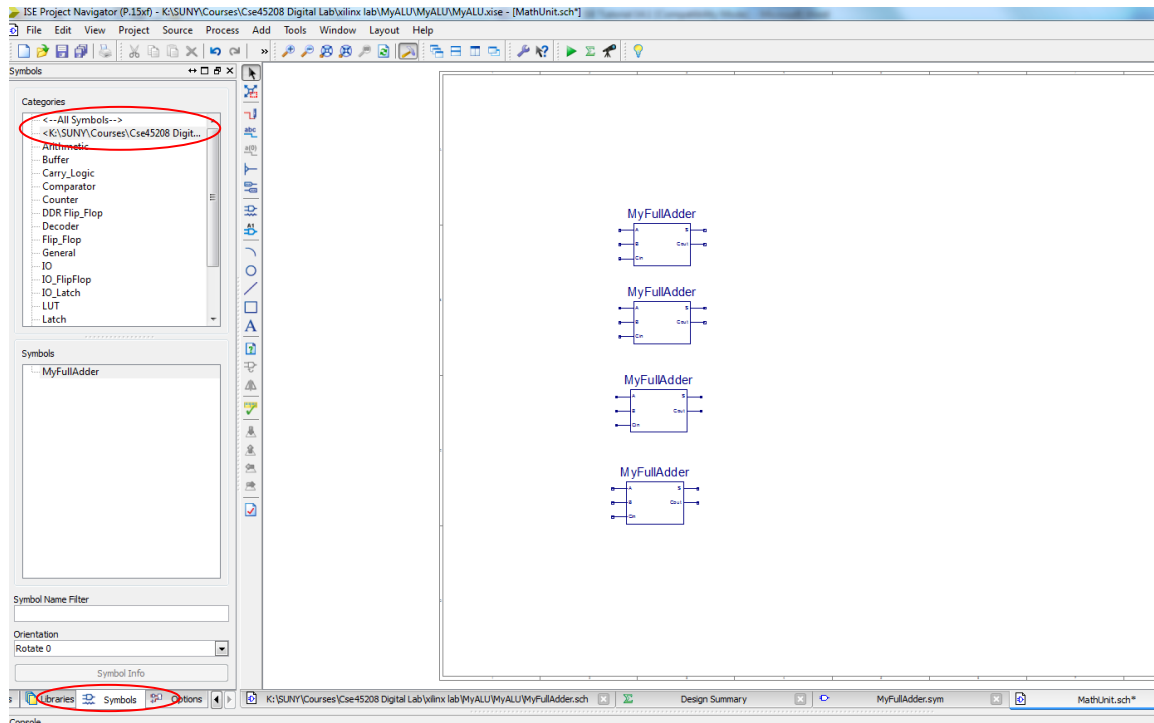 ISE Project Navigator (P.15xf) - K:\SUNY\Courses\Cse45208 Digital Lab\xilinx lab\MyALU\MyALU\MyALU.xise - [MathUnit.sch*]
File Edit View Project Source Process Add Tools Window Layout Help
Symbols
Categories
<--All Symbols-->
<K:\SUNY\Courses\Cse45208 Digit...
Arithmetic
Buffer
Carry_Logic
Comparator
Counter
DDR Flip_Flop
Decoder
Flip_Flop
General
IO
IO_FlipFlop
IO_Latch
LUT
Latch
Symbols
MyFullAdder
Symbol Name Filter
Orientation
Rotate 0
Symbol Info
s Libraries Symbols Options
MyFullAdder
A S
B Cout
Cin
MyFullAdder
A S
B Cout
Cin
MyFullAdder
A S
B Cout
Cin
MyFullAdder
A S
B Cout
Cin
K:\SUNY\Courses\Cse45208 Digital Lab\xilinx lab\MyALU\MyALU\MyFullAdder.sch Design Summary MyFullAdder.sym MathUnit.sch*
Console